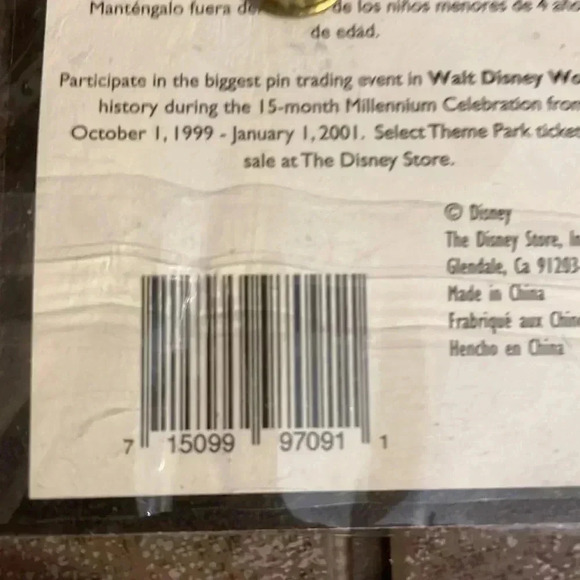 Manténgalo fuera de los niños menores de 4
de edad.
Participate in the biggest pin trading event in Walt Disney
history during the 15-month Millennium Celebration
October 1, 1999 - January 1, 2001. Select Theme Park
sale at The Disney Store.
© Disney
The Disney Store,
Glendale, Ca 91203
Made in China
Frabriqué aux
Hencho en China
7 15099 97091 1